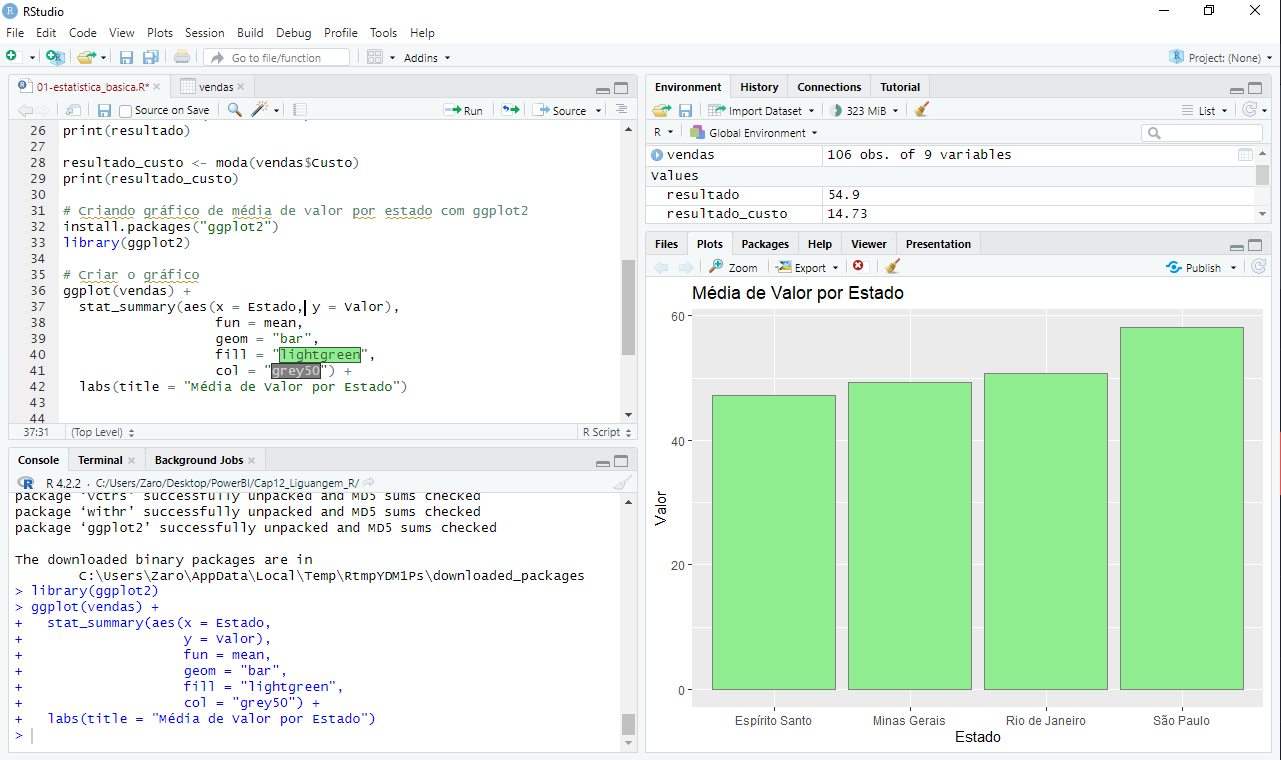 RStudio
File Edit Code View Plots Session Build Debug Profile Tools Help
Go to file/function Addins Project: (None)
01-estatistica_basica.R* vendas
Source on Save Run Source
26 print(resultado)
27
28 resultado_custo <- moda(vendas$Custo)
29 print(resultado_custo)
30
31 # Criando gráfico de média de valor por estado com ggplot2
32 install.packages("ggplot2")
33 library(ggplot2)
34
35 # Criar o gráfico
36 ggplot(vendas) +
37 stat_summary(aes(x = Estado, y = Valor),
38 fun = mean,
39 geom = "bar",
40 fill = "lightgreen",
41 col = "grey50") +
42 labs(title = "Média de Valor por Estado")
43
44
37:31 (Top Level) R Script
Console Terminal Background Jobs
R 4.2.2 · C:/Users/Zaro/Desktop/PowerBI/Cap12_Liguangem_R/
package ‘vctrs’ successfully unpacked and MD5 sums checked
package ‘withr’ successfully unpacked and MD5 sums checked
package ‘ggplot2’ successfully unpacked and MD5 sums checked
The downloaded binary packages are in
C:\Users\Zaro\AppData\Local\Temp\RtmpYDM1Ps\downloaded_packages
> library(ggplot2)
> ggplot(vendas) +
+ stat_summary(aes(x = Estado,
+ y = Valor),
+ fun = mean,
+ geom = "bar",
+ fill = "lightgreen",
+ col = "grey50") +
+ labs(title = "Média de Valor por Estado")
>
Environment History Connections Tutorial
Import Dataset 323 MiB List
R Global Environment
vendas 106 obs. of 9 variables
Values
resultado 54.9
resultado_custo 14.73
Files Plots Packages Help Viewer Presentation
Zoom Export Publish
Média de Valor por Estado
60
40
20
0
Valor
Espírito Santo Minas Gerais Rio de Janeiro São Paulo
Estado